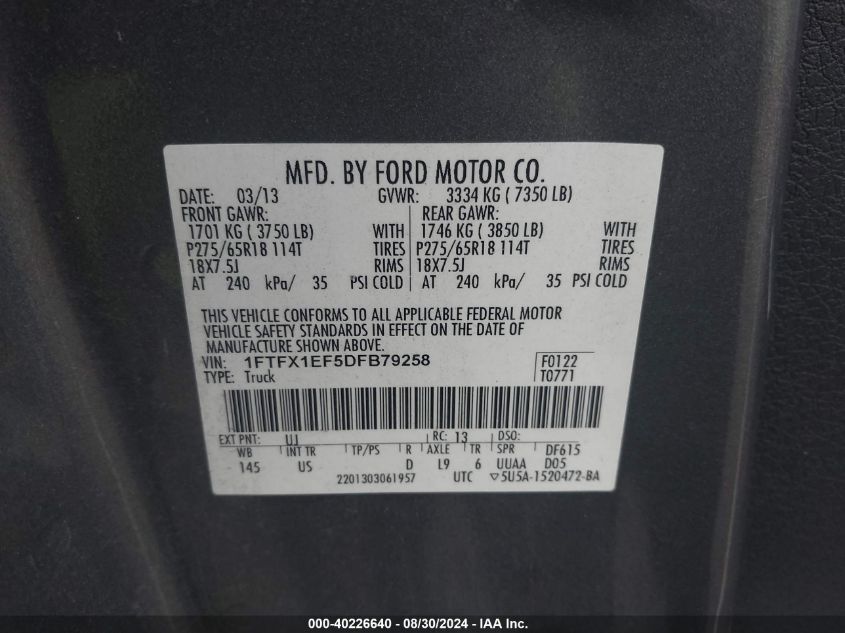 MFD. BY FORD MOTOR CO.
DATE: 03/13 GVWR: 3334 KG ( 7350 LB)
FRONT GAWR: REAR GAWR:
1701 KG ( 3750 LB) WITH 1746 KG ( 3850 LB) WITH
P275/65R18 114T TIRES P275/65R18 114T TIRES
18X7.5J RIMS 18X7.5J RIMS
AT 240 kPa/ 35 PSI COLD AT 240 kPa/ 35 PSI COLD
THIS VEHICLE CONFORMS TO ALL APPLICABLE FEDERAL MOTOR
VEHICLE SAFETY STANDARDS IN EFFECT ON THE DATE OF
MANUFACTURE SHOWN ABOVE.
VIN: 1FTFX1EF5DFB79258 F0122
TYPE: Truck T0771
EXT PNT: UJ RC: 13 DSO:
WB INT TR TP/PS R AXLE TR SPR DF615
145 US D L9 6 UUAA D05
2201303061957 UTC ▽5U5A-1520472-BA
000-40226640 - 08/30/2024 - IAA Inc.